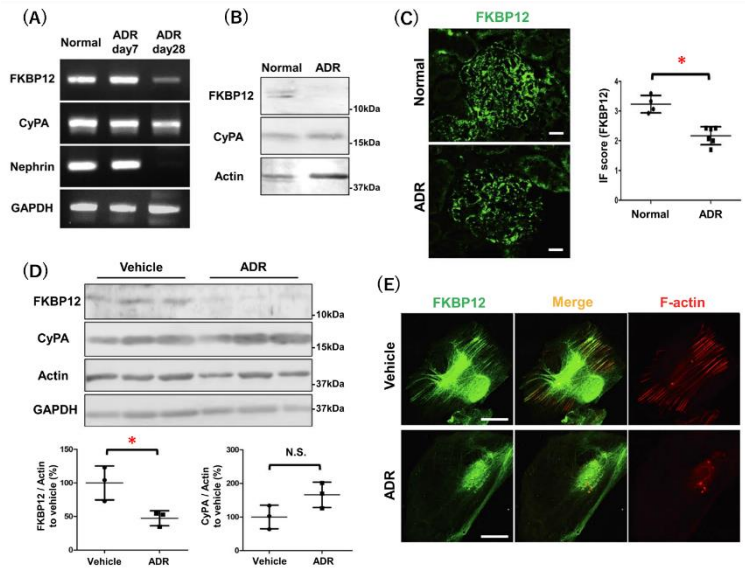 (A)
Normal ADR day7 ADR day28
FKBP12
CyPA
Nephrin
GAPDH
(B)
Normal ADR
FKBP12
10kDa
CyPA
15kDa
Actin
37kDa
(C)
FKBP12
Normal
ADR
*
IF score (FKBP12)
4
3
2
1
0
Normal ADR
(D)
Vehicle ADR
FKBP12
10kDa
CyPA
15kDa
Actin
37kDa
GAPDH
37kDa
*
FKBP12 / Actin
to vehicle (%)
150
100
50
0
Vehicle ADR
N.S.
CyPA / Actin
to vehicle (%)
300
200
100
0
Vehicle ADR
(E)
FKBP12 Merge F-actin
Vehicle
ADR